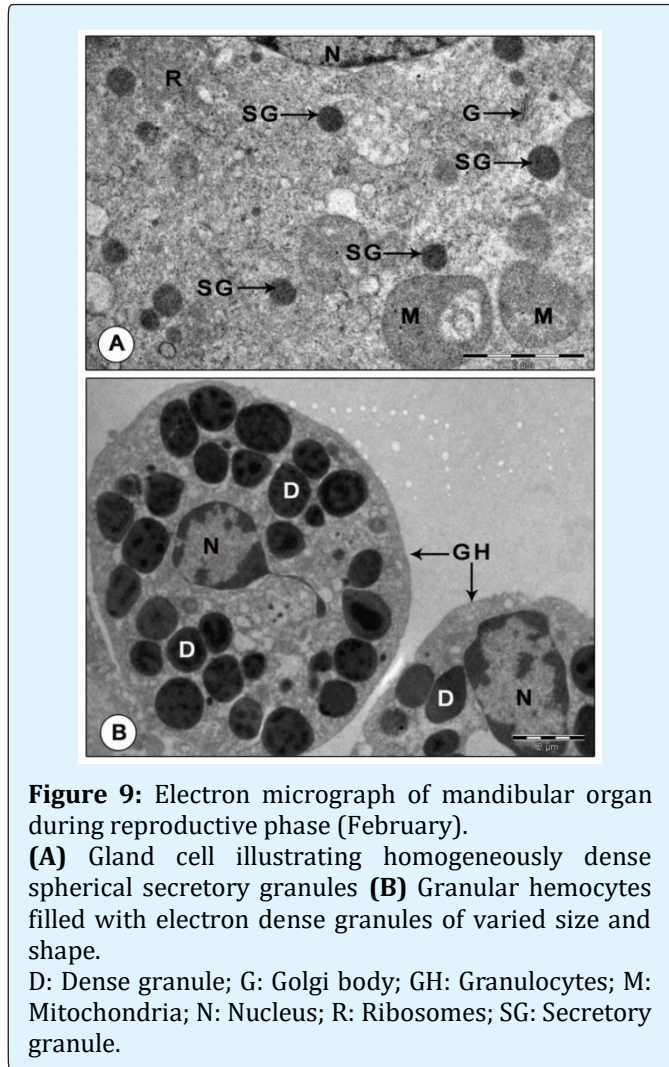 N
R
SG
G
SG
SG
SG
M
M
A
2 µm
D
N
GH
D
D
N
B
2 µm
Figure 9: Electron micrograph of mandibular organ
during reproductive phase (February).
(A) Gland cell illustrating homogeneously dense
spherical secretory granules (B) Granular hemocytes
filled with electron dense granules of varied size and
shape.
D: Dense granule; G: Golgi body; GH: Granulocytes; M:
Mitochondria; N: Nucleus; R: Ribosomes; SG: Secretory
granule.